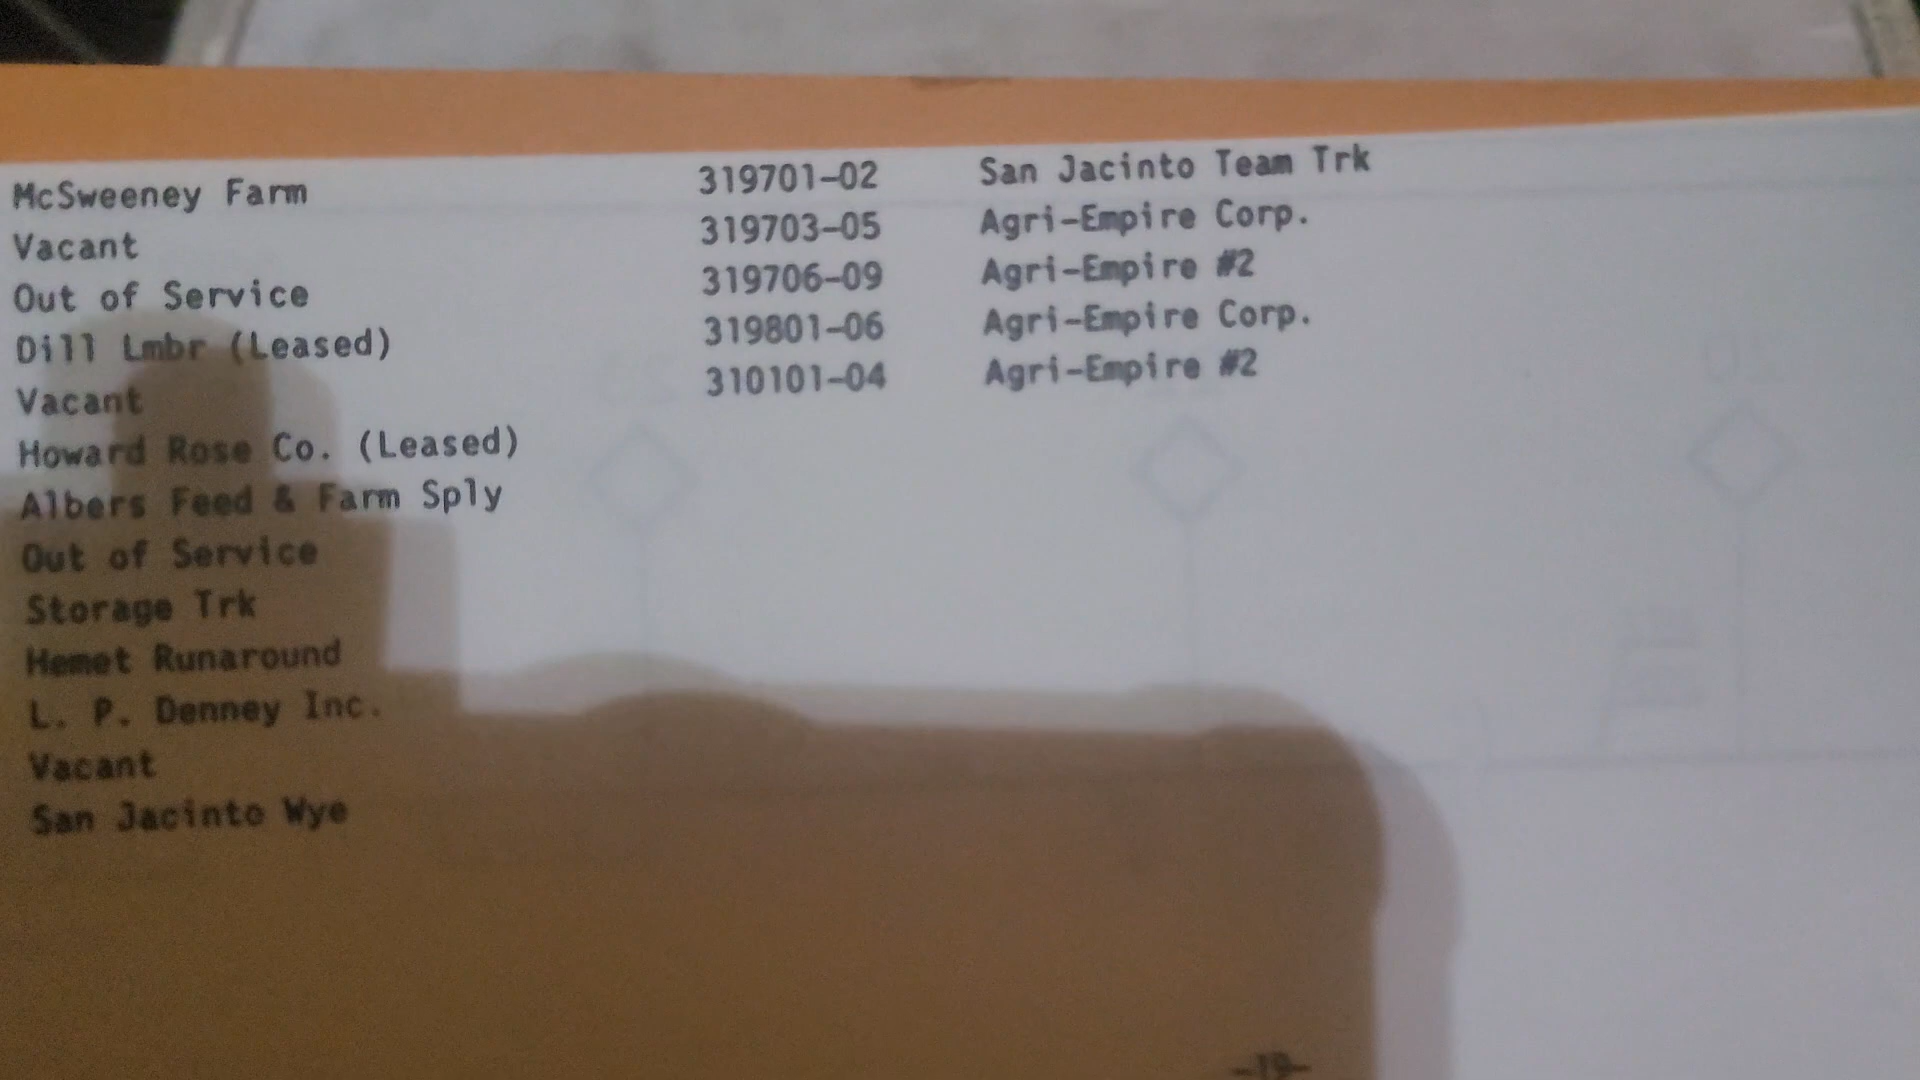 McSweeney Farm 319701-02 San Jacinto Team Trk
Vacant 319703-05 Agri-Empire Corp.
Out of Service 319706-09 Agri-Empire #2
Dill Lmbr (Leased) 319801-06 Agri-Empire Corp.
Vacant 310101-04 Agri-Empire #2
Howard Rose Co. (Leased)
Albers Feed & Farm Sply
Out of Service
Storage Trk
Hemet Runaround
L. P. Denney Inc.
Vacant
San Jacinto Wye
-19-